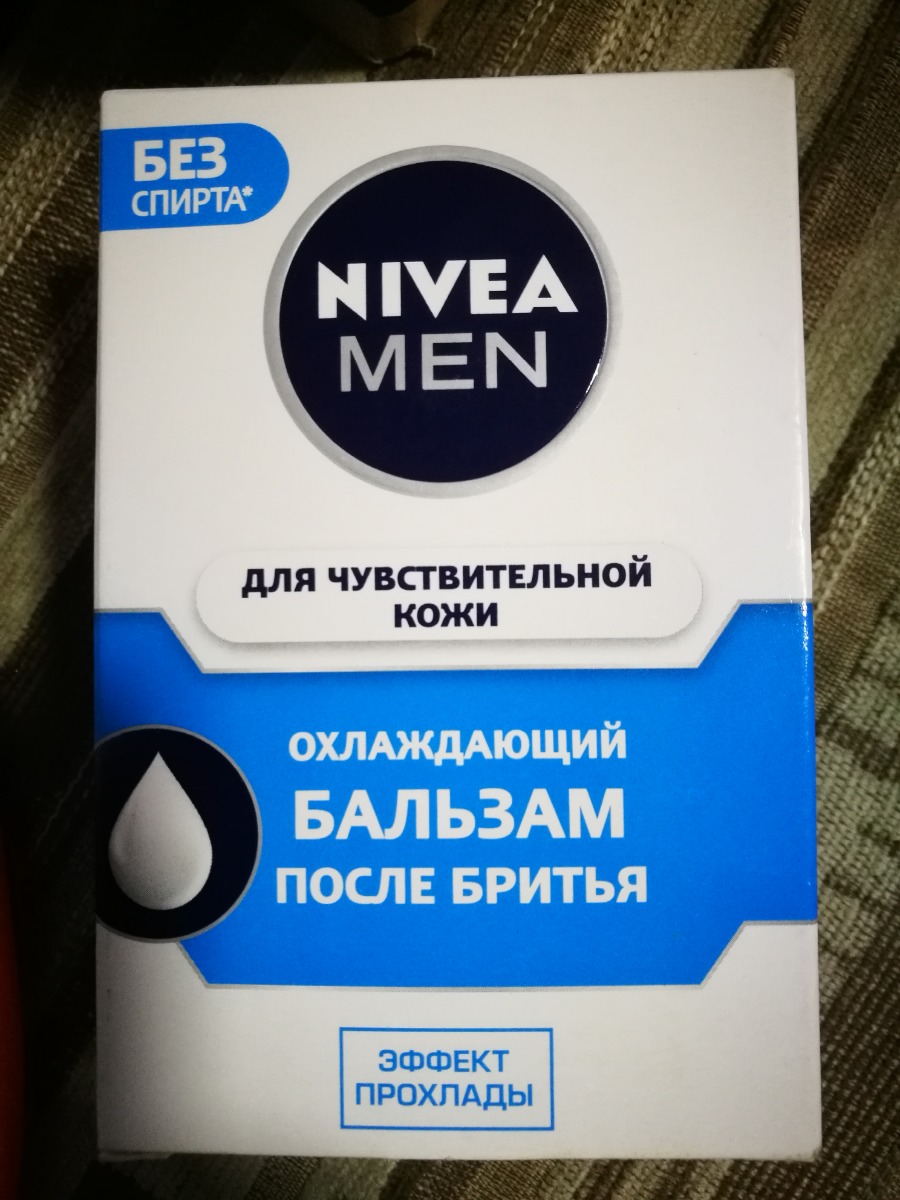 БЕЗ
СПИРТА*
NIVEA
MEN
ДЛЯ ЧУВСТВИТЕЛЬНОЙ
КОЖИ
ОХЛАЖДАЮЩИЙ
БАЛЬЗАМ
ПОСЛЕ БРИТЬЯ
ЭФФЕКТ
ПРОХЛАДЫ